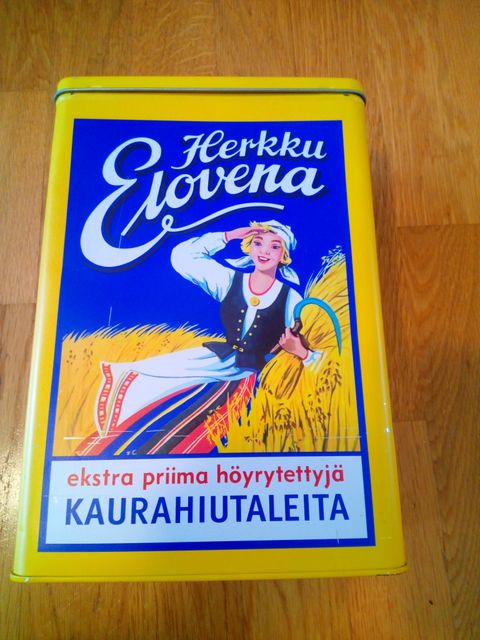 Herkku
Elovena
ekstra priima höyrytettyjä
KAURAHIUTALEITA